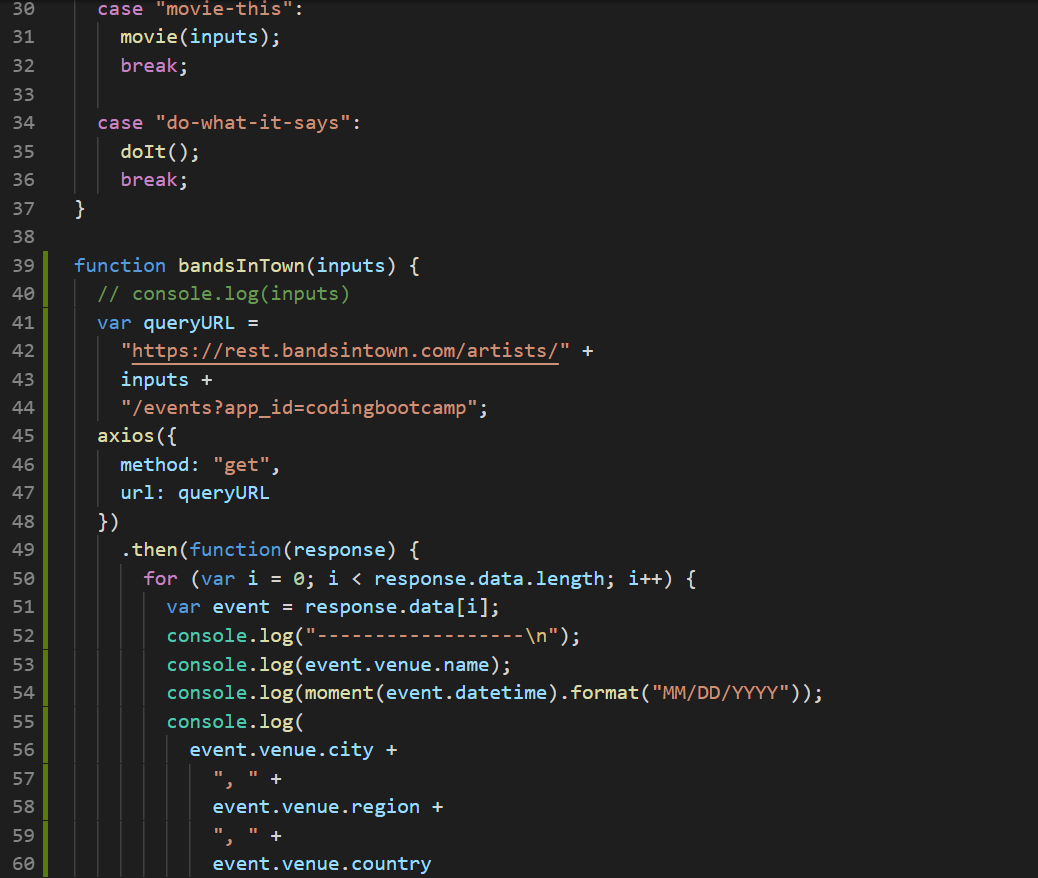 30 case "movie-this":
31 movie(inputs);
32 break;
33
34 case "do-what-it-says":
35 doIt();
36 break;
37 }
38
39 function bandsInTown(inputs) {
40 // console.log(inputs)
41 var queryURL =
42 "https://rest.bandsintown.com/artists/" +
43 inputs +
44 "/events?app_id=codingbootcamp";
45 axios({
46 method: "get",
47 url: queryURL
48 })
49 .then(function(response) {
50 for (var i = 0; i < response.data.length; i++) {
51 var event = response.data[i];
52 console.log("------------------\n");
53 console.log(event.venue.name);
54 console.log(moment(event.datetime).format("MM/DD/YYYY"));
55 console.log(
56 event.venue.city +
57 ", " +
58 event.venue.region +
59 ", " +
60 event.venue.country